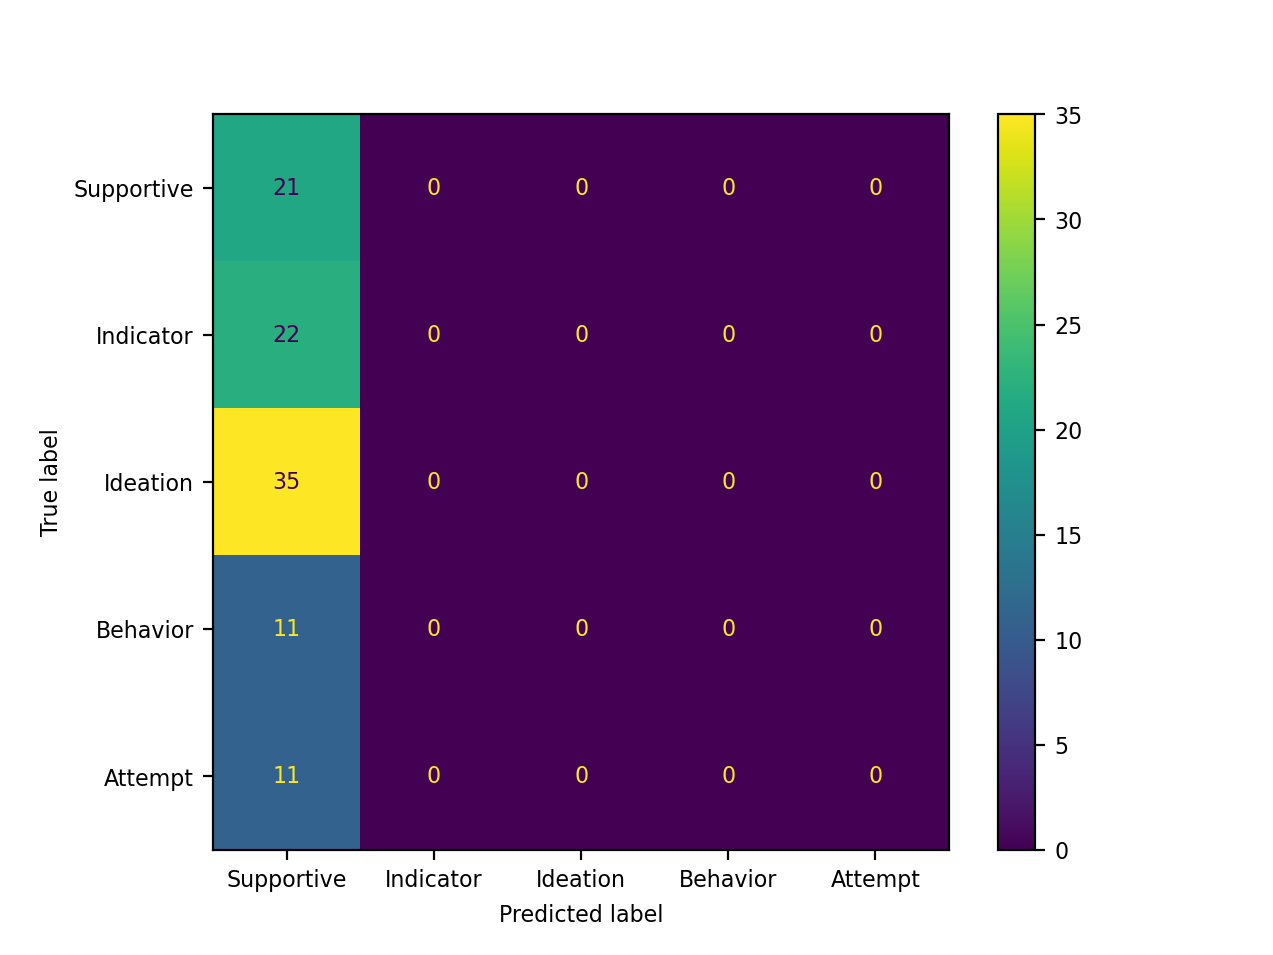 Supportive 21 0 0 0 0
Indicator 22 0 0 0 0
Ideation 35 0 0 0 0
Behavior 11 0 0 0 0
Attempt 11 0 0 0 0
Supportive Indicator Ideation Behavior Attempt
Predicted label
True label
35
30
25
20
15
10
5
0